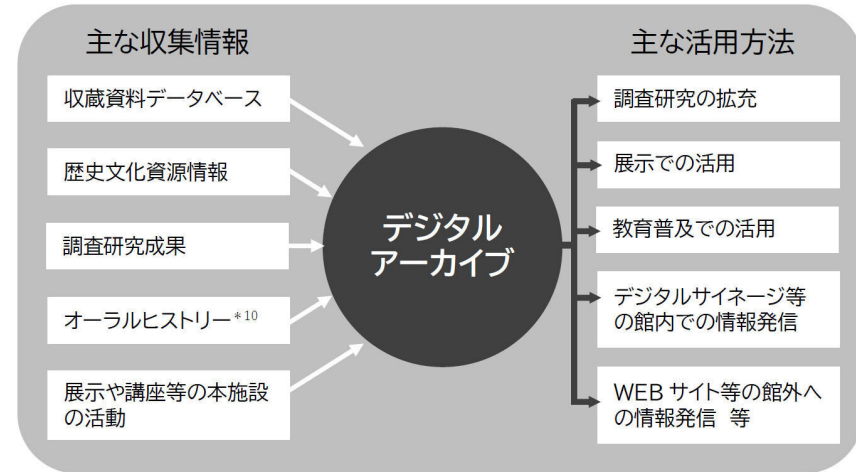 主な収集情報
収蔵資料データベース
歴史文化資源情報
調査研究成果
オーラルヒストリー*10
展示や講座等の本施設
の活動
デジタル
アーカイブ
主な活用方法
調査研究の拡充
展示での活用
教育普及での活用
デジタルサイネージ等
の館内での情報発信
WEB サイト等の館外へ
の情報発信 等